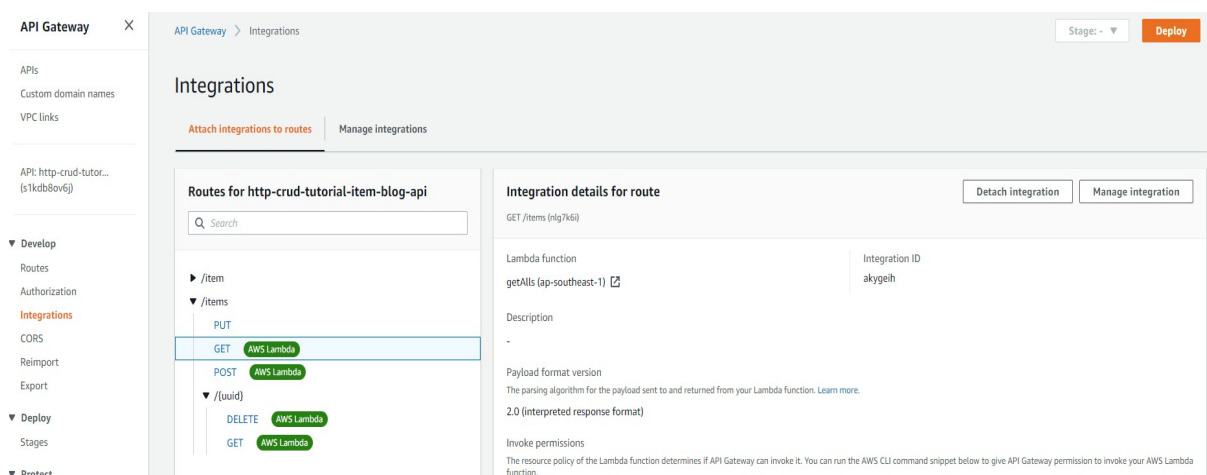 API Gateway X
API Gateway > Integrations
Stage: - ▼
Deploy
APIs
Custom domain names
VPC links
API: http-crud-tutor...
(s1kdb8ov6j)
▼ Develop
Routes
Authorization
Integrations
CORS
Reimport
Export
▼ Deploy
Stages
▼ Protect
Integrations
Attach integrations to routes
Manage integrations
Routes for http-crud-tutorial-item-blog-api
Search
▶ /item
▼ /items
PUT
GET AWS Lambda
POST AWS Lambda
▼ /{uuid}
DELETE AWS Lambda
GET AWS Lambda
Integration details for route
Detach integration
Manage integration
GET /items (nlg7k6i)
Lambda function
getAlls (ap-southeast-1)
Integration ID
akygeih
Description
-
Payload format version
The parsing algorithm for the payload sent to and returned from your Lambda function. Learn more.
2.0 (interpreted response format)
Invoke permissions
The resource policy of the Lambda function determines if API Gateway can invoke it. You can run the AWS CLI command snippet below to give API Gateway permission to invoke your AWS Lambda
function.